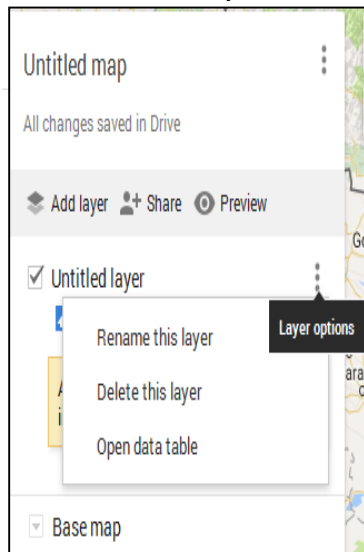 Untitled map
All changes saved in Drive
Add layer Share Preview
Untitled layer
Layer options
Rename this layer
Delete this layer
Open data table
Base map